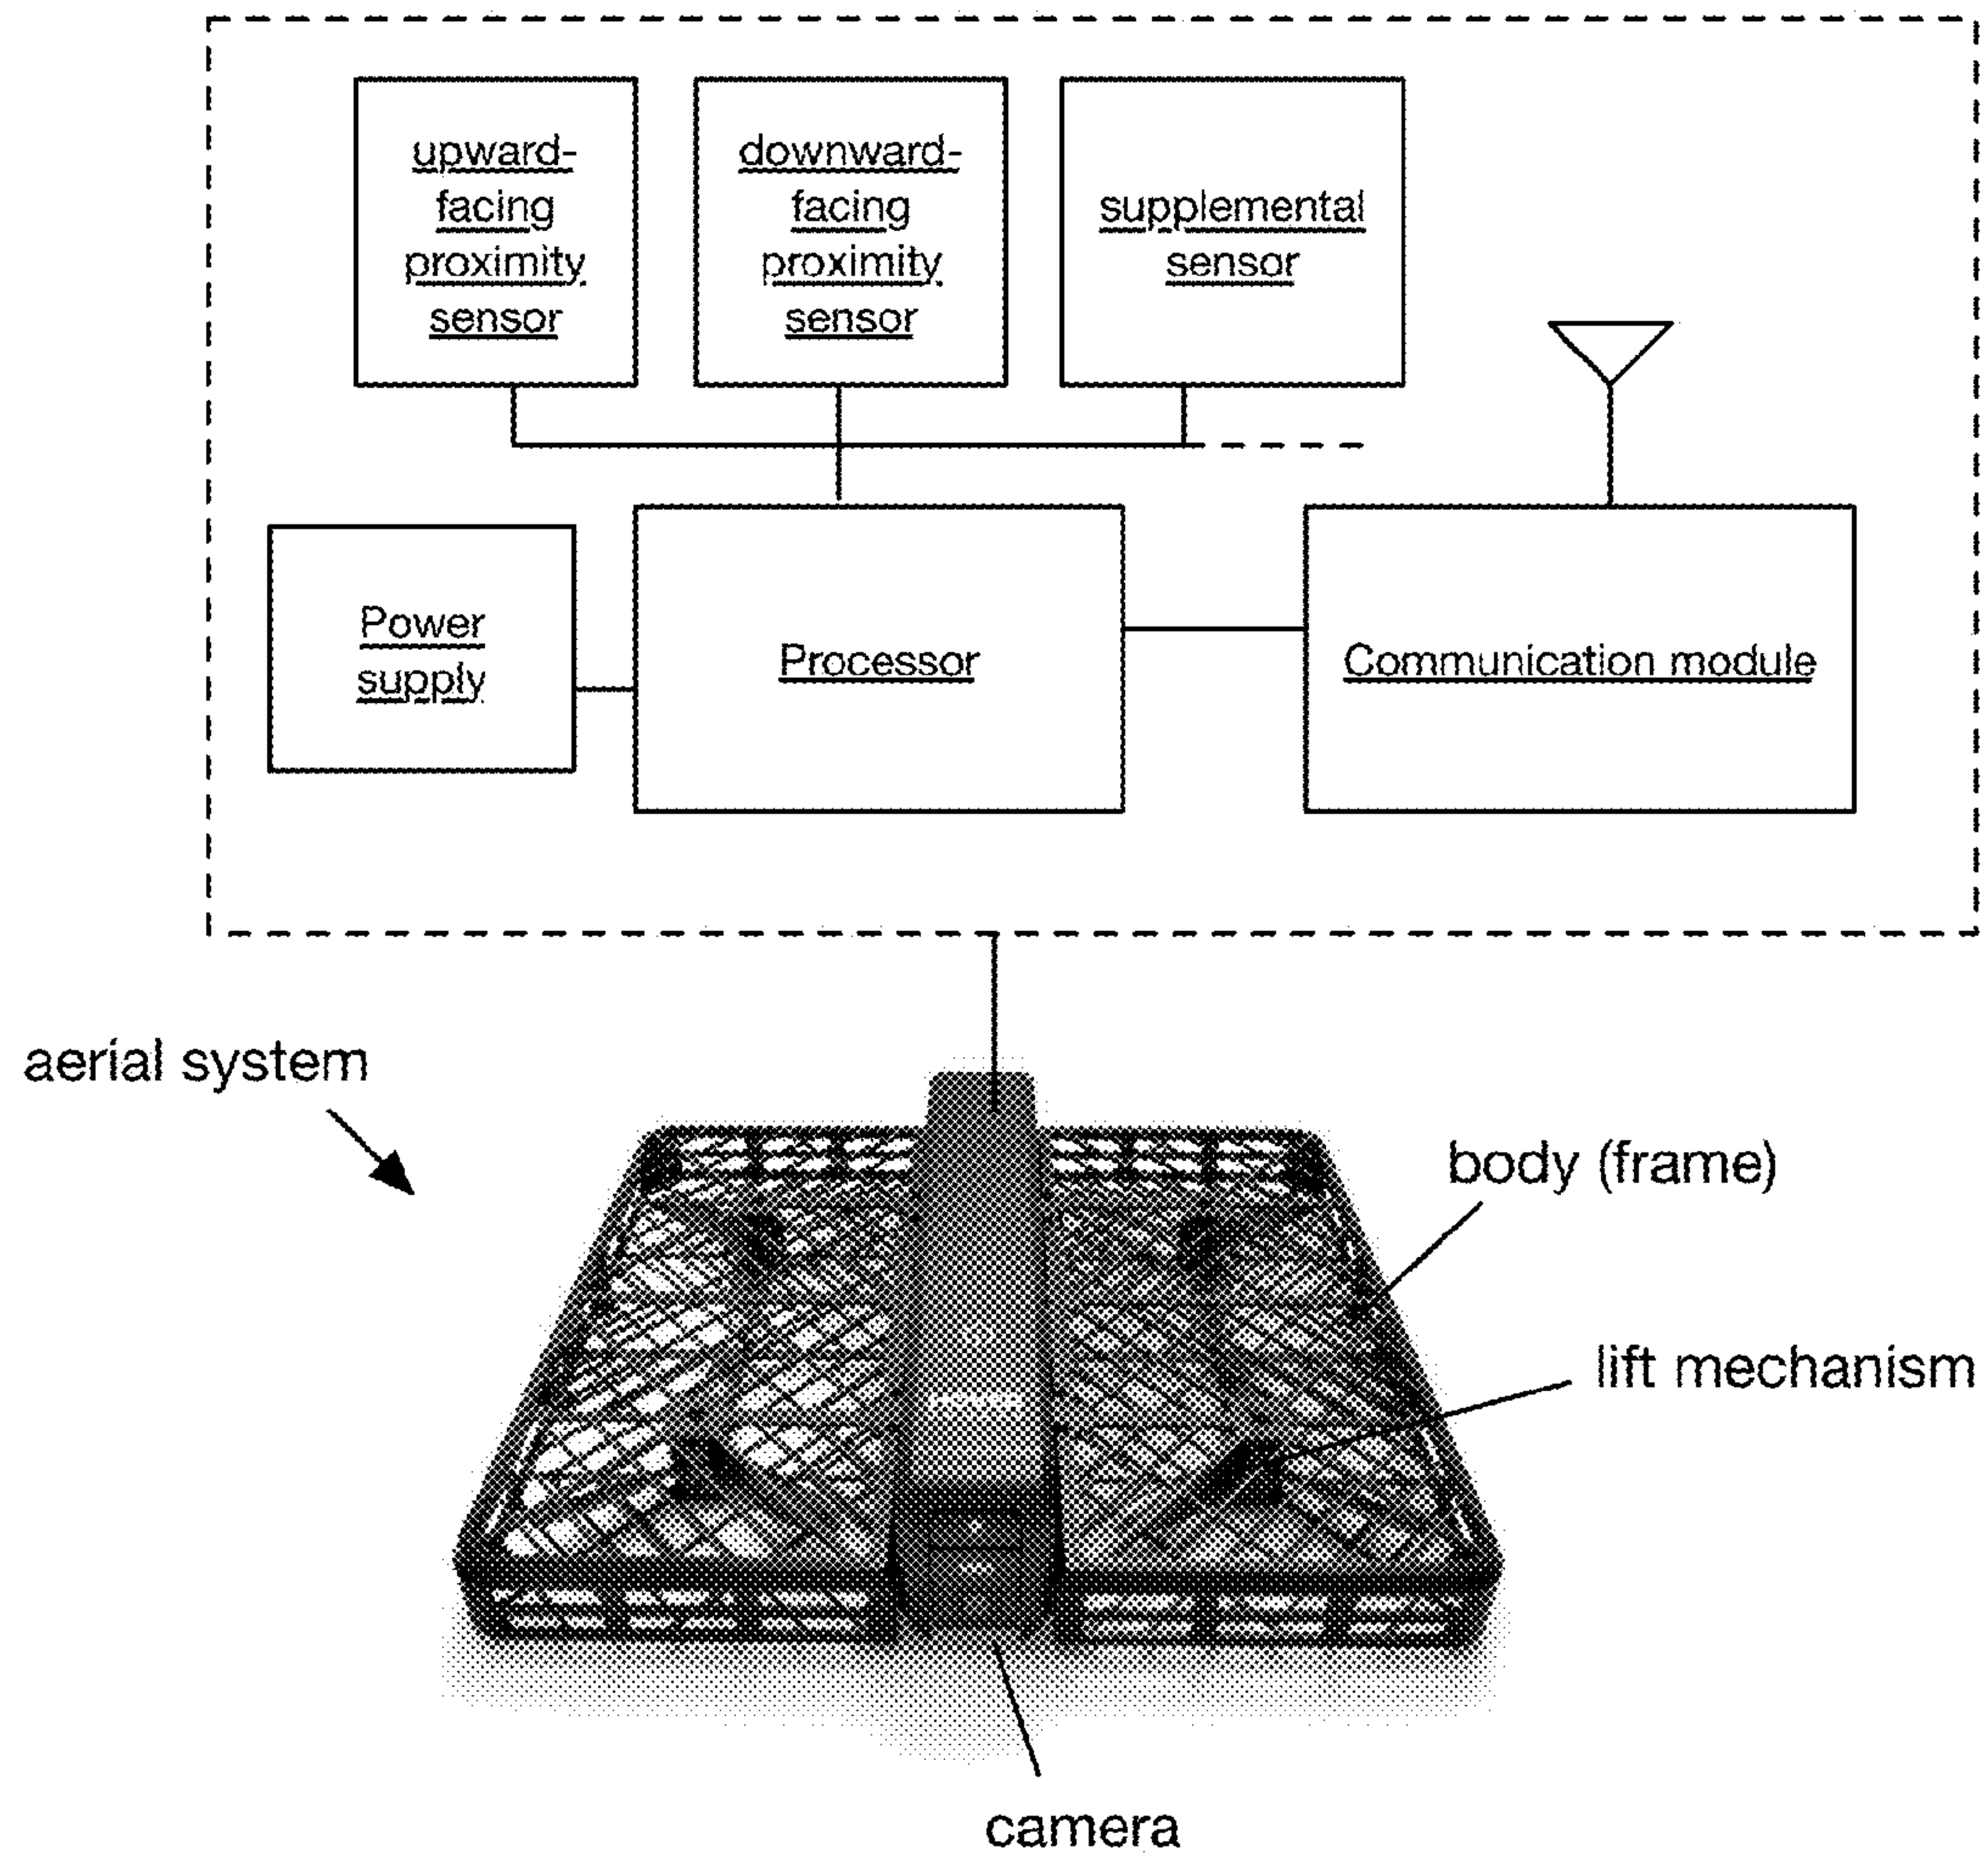 upward-
facing
proximity
sensor
downward-
facing
proximity
sensor
supplemental
sensor
Power
supply
Processor
Communication module
aerial system
body (frame)
lift mechanism
camera